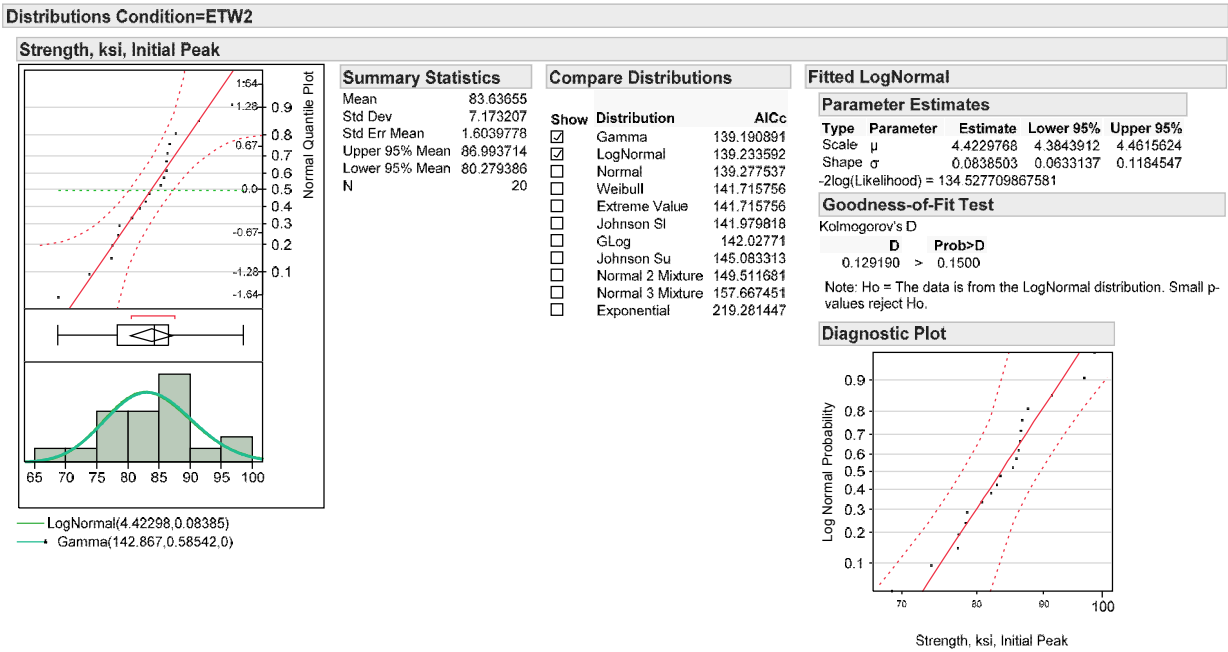 Distributions Condition=ETW2
Strength, ksi, Initial Peak
1.64
1.28
0.67
0.0
-0.67
-1.28
-1.64
0.9
0.8
0.7
0.6
0.5
0.4
0.3
0.2
0.1
Normal Quantile Plot
65 70 75 80 85 90 95 100
LogNormal(4.42298,0.08385)
Gamma(142.867,0.58542,0)
Summary Statistics
Mean 83.63655
Std Dev 7.173207
Std Err Mean 1.6039778
Upper 95% Mean 86.993714
Lower 95% Mean 80.279386
N 20
Compare Distributions
Show Distribution AICc
Gamma 139.190891
LogNormal 139.233592
Normal 139.277537
Weibull 141.715756
Extreme Value 141.715756
Johnson Sl 141.979818
GLog 142.02771
Johnson Su 145.083313
Normal 2 Mixture 149.511681
Normal 3 Mixture 157.667451
Exponential 219.281447
Fitted LogNormal
Parameter Estimates
Type Parameter Estimate Lower 95% Upper 95%
Scale μ 4.4229768 4.3843912 4.4615624
Shape σ 0.0838503 0.0633137 0.1184547
-2log(Likelihood) = 134.527709867581
Goodness-of-Fit Test
Kolmogorov's D
D Prob>D
0.129190 > 0.1500
Note: Ho = The data is from the LogNormal distribution. Small p-
values reject Ho.
Diagnostic Plot
0.9
0.8
0.7
0.6
0.5
0.4
0.3
0.2
0.1
Log Normal Probability
70 80 90 100
Strength, ksi, Initial Peak